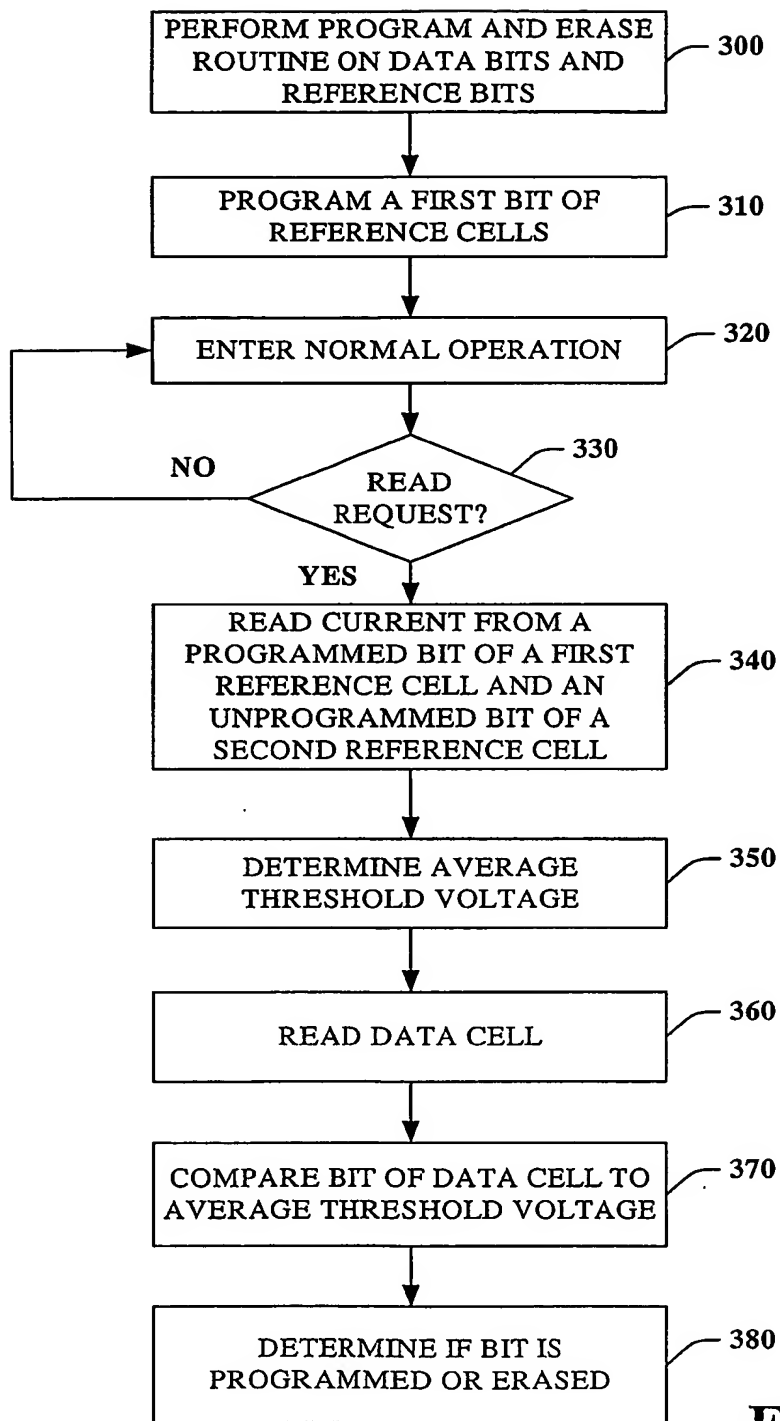 PERFORM PROGRAM AND ERASE
ROUTINE ON DATA BITS AND
REFERENCE BITS
300
PROGRAM A FIRST BIT OF
REFERENCE CELLS
310
ENTER NORMAL OPERATION
320
NO
READ
REQUEST?
330
YES
READ CURRENT FROM A
PROGRAMMED BIT OF A FIRST
REFERENCE CELL AND AN
UNPROGRAMMED BIT OF A
SECOND REFERENCE CELL
340
DETERMINE AVERAGE
THRESHOLD VOLTAGE
350
READ DATA CELL
360
COMPARE BIT OF DATA CELL TO
AVERAGE THRESHOLD VOLTAGE
370
DETERMINE IF BIT IS
PROGRAMMED OR ERASED
380